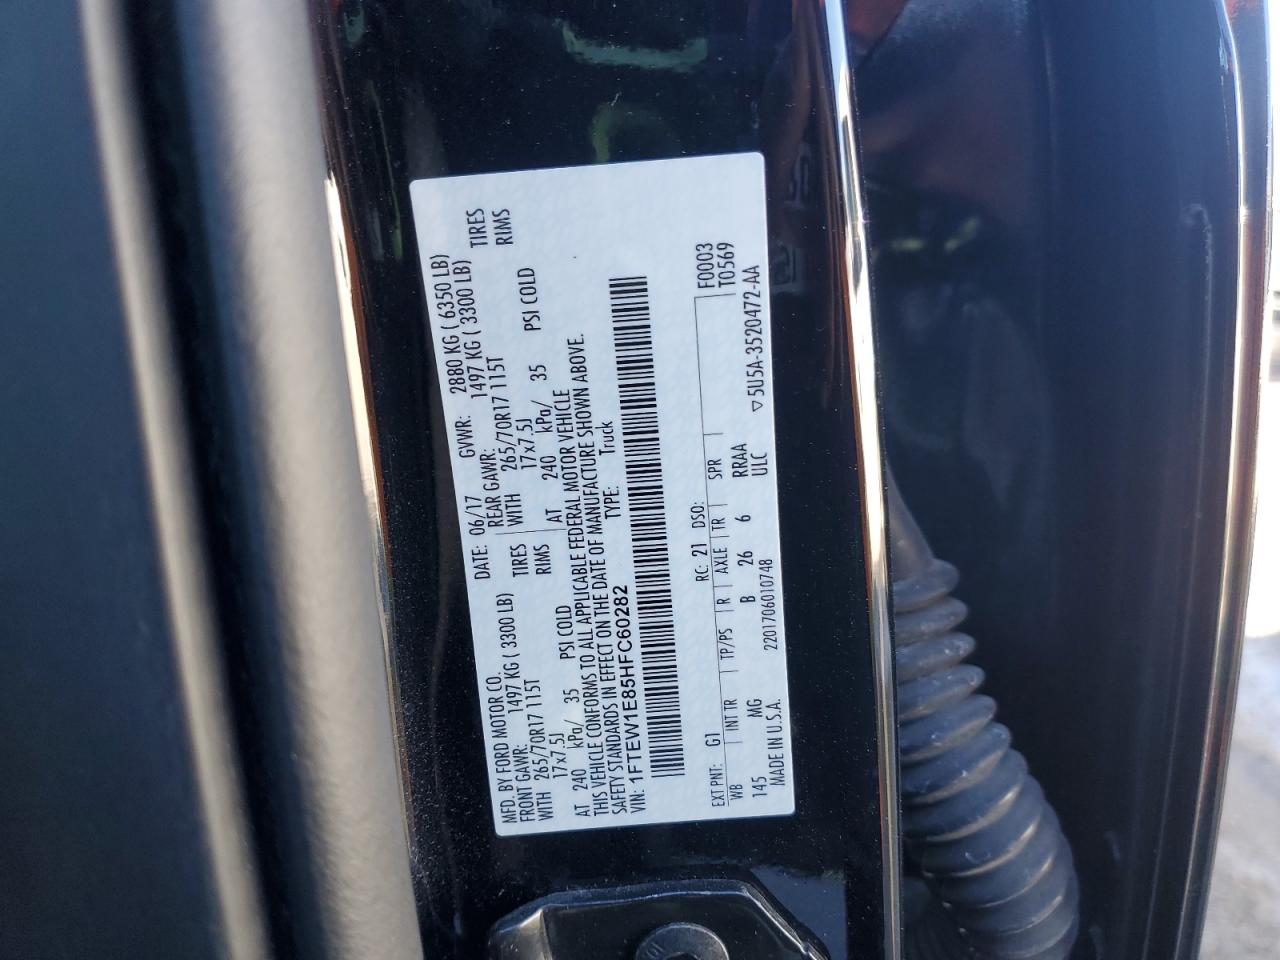 MFD. BY FORD MOTOR CO.
DATE: 06/17 GVWR: 2880 KG ( 6350 LB)
FRONT GAWR: 1497 KG ( 3300 LB) REAR GAWR: 1497 KG ( 3300 LB)
WITH 265/70R17 115T TIRES WITH 265/70R17 115T TIRES
17x7.5J RIMS 17x7.5J RIMS
AT 240 kPa/ 35 PSI COLD AT 240 kPa/ 35 PSI COLD
THIS VEHICLE CONFORMS TO ALL APPLICABLE FEDERAL MOTOR VEHICLE
SAFETY STANDARDS IN EFFECT ON THE DATE OF MANUFACTURE SHOWN ABOVE.
VIN: 1FTEW1E85HFC60282 TYPE: Truck
EXT PNT: G1 RC: 21 DSO: F0003
WB INT TR TP/PS R AXLE TR SPR T0569
145 MG B 26 6 RRAA
MADE IN U.S.A. 2201706010748 ULC ▽5U5A-3520472-AA